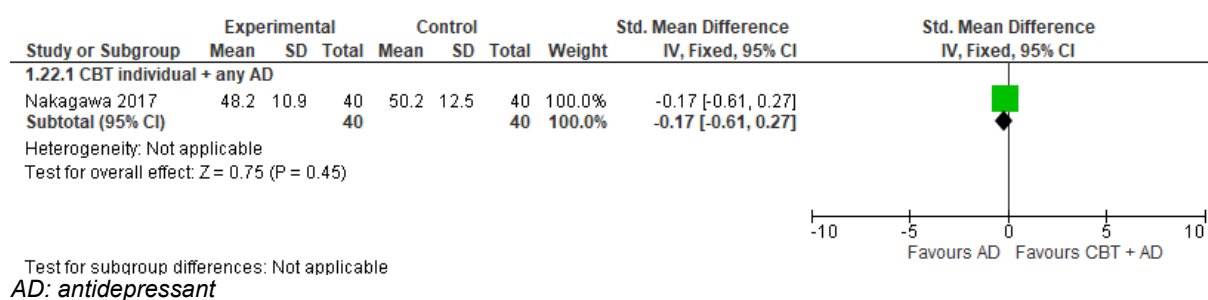 Experimental Control Std. Mean Difference Std. Mean Difference
Study or Subgroup Mean SD Total Mean SD Total Weight IV, Fixed, 95% CI IV, Fixed, 95% CI
1.22.1 CBT individual + any AD
Nakagawa 2017 48.2 10.9 40 50.2 12.5 40 100.0% -0.17 [-0.61, 0.27]
Subtotal (95% CI) 40 40 100.0% -0.17 [-0.61, 0.27]
Heterogeneity: Not applicable
Test for overall effect: Z = 0.75 (P = 0.45)
-10 -5 0 5 10
Favours AD Favours CBT + AD
Test for subgroup differences: Not applicable
AD: antidepressant